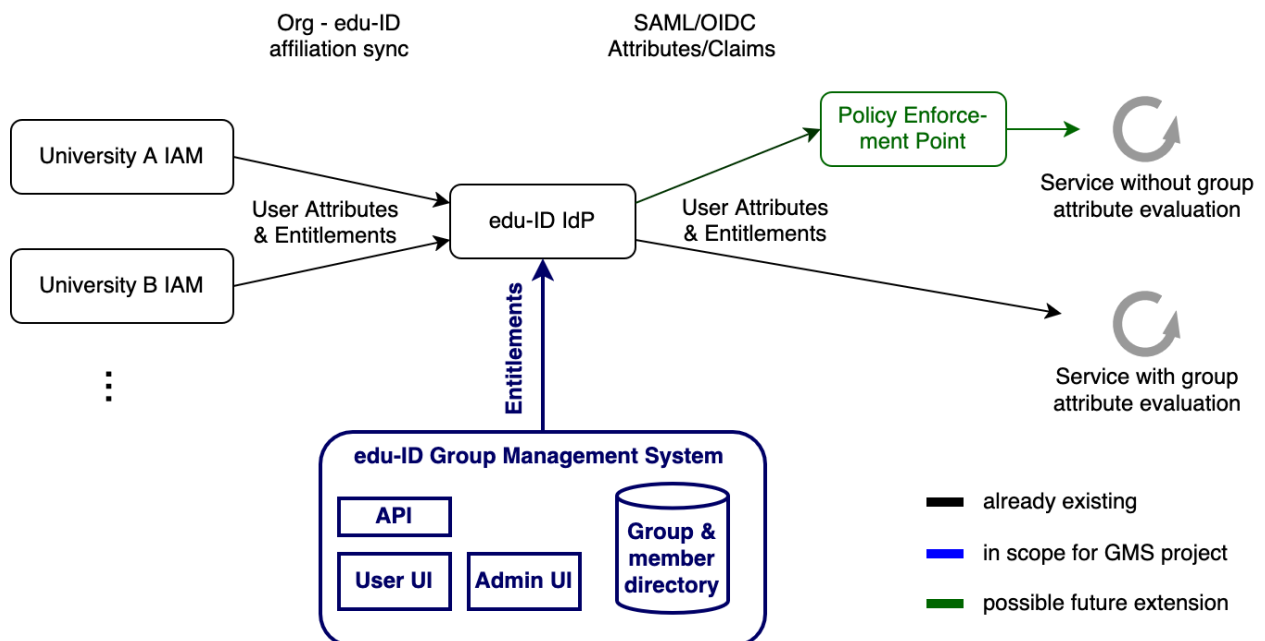 Org - edu-ID
affiliation sync
SAML/OIDC
Attributes/Claims
Policy Enforce-
ment Point
University A IAM
User Attributes
& Entitlements
edu-ID IdP
User Attributes
& Entitlements
Service without group
attribute evaluation
University B IAM
Entitlements
Service with group
attribute evaluation
edu-ID Group Management System
API
User UI
Admin UI
Group &
member
directory
already existing
in scope for GMS project
possible future extension